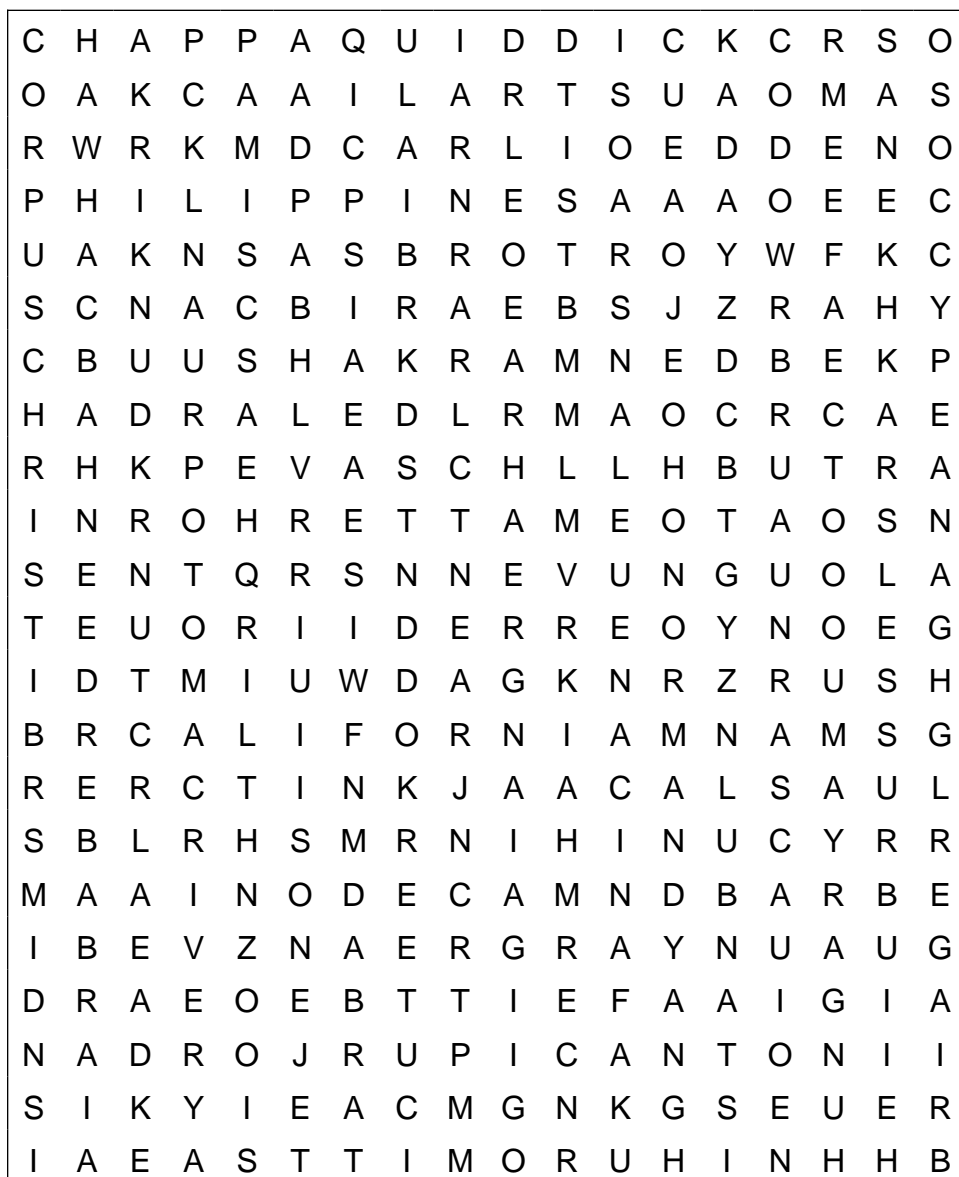 C H A P P A Q U I D D I C K C R S O
O A K C A A I L A R T S U A O M A S
R W R K M D C A R L I O E D D E N O
P H I L I P P I N E S A A A O E E C
U A K N S A S B R O T R O Y W F K C
S C N A C B I R A E B S J Z R A H Y
C B U U S H A K R A M N E D B E K P
H A D R A L E D L R M A O C R C A E
R H K P E V A S C H L L H B U T R A
I N R O H R E T T A M E O T A O S N
S E N T Q R S N N E V U N G U O L A
T E U O R I I D E R R E O Y N O E G
I D T M I U W D A G K N R Z R U S H
B R C A L I F O R N I A M N A M S G
R E R C T I N K J A A C A L S A U L
S B L R H S M R N I H I N U C Y R R
M A A I N O D E C A M N D B A R B E
I B E V Z N A E R G R A Y N U A U G
D R A E O E B T T I E F A A I G I A
N A D R O J R U P I C A N T O N I I
S I K Y I E A C M G N K G S E U E R
I A E A S T T I M O R U H I N H H B